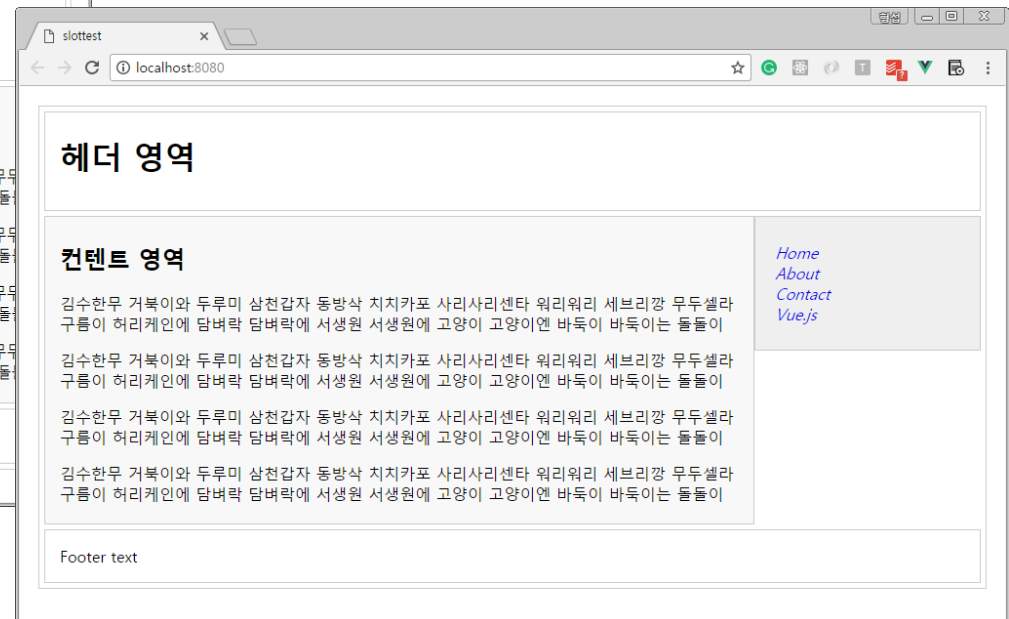 형섭
slottest
localhost:8080
헤더 영역
컨텐트 영역
김수한무 거북이와 두루미 삼천갑자 동방삭 치치카포 사리사리센타 워리워리 세브리깡 무두셀라
구름이 허리케인에 담벼락 담벼락에 서생원 서생원에 고양이 고양이엔 바둑이 바둑이는 돌돌이
김수한무 거북이와 두루미 삼천갑자 동방삭 치치카포 사리사리센타 워리워리 세브리깡 무두셀라
구름이 허리케인에 담벼락 담벼락에 서생원 서생원에 고양이 고양이엔 바둑이 바둑이는 돌돌이
김수한무 거북이와 두루미 삼천갑자 동방삭 치치카포 사리사리센타 워리워리 세브리깡 무두셀라
구름이 허리케인에 담벼락 담벼락에 서생원 서생원에 고양이 고양이엔 바둑이 바둑이는 돌돌이
김수한무 거북이와 두루미 삼천갑자 동방삭 치치카포 사리사리센타 워리워리 세브리깡 무두셀라
구름이 허리케인에 담벼락 담벼락에 서생원 서생원에 고양이 고양이엔 바둑이 바둑이는 돌돌이
Home
About
Contact
Vue.js
Footer text